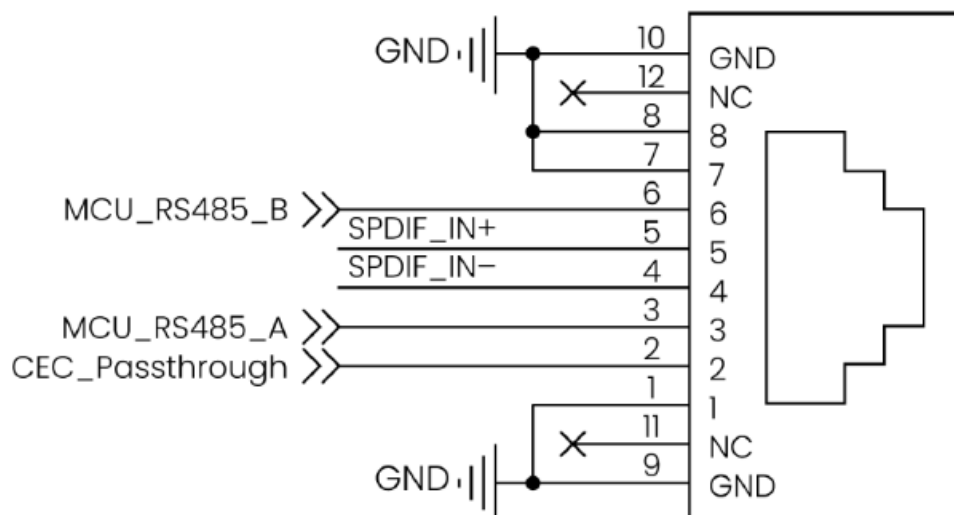 GND 10 GND
12 NC
8 8
7 7
MCU_RS485_B 6 6
SPDIF_IN+ 5 5
SPDIF_IN− 4 4
MCU_RS485_A 3 3
CEC_Passthrough 2 2
1 1
11 NC
GND 9 GND